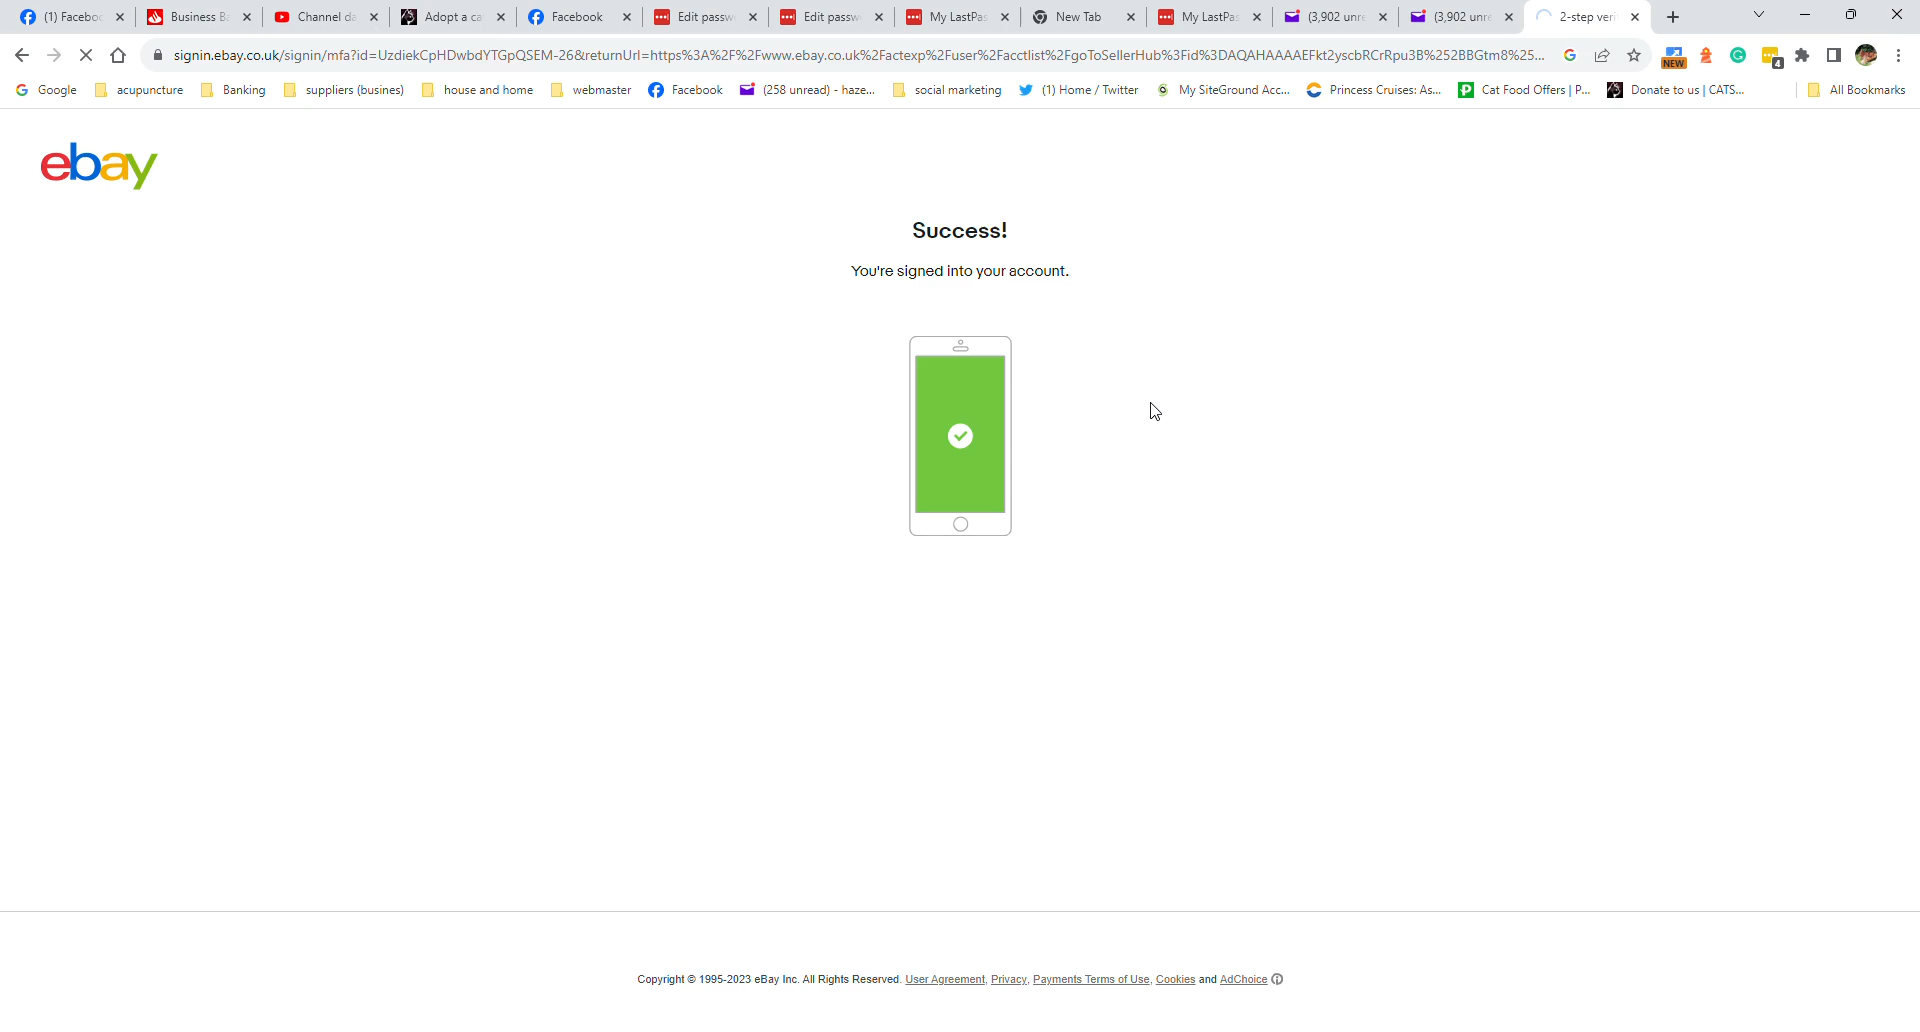 (1) Faceboo
Business Ba
Channel da
Adopt a ca
Facebook
Edit passw
Edit passw
My LastPas
New Tab
My LastPas
(3,902 unre
(3,902 unre
2-step veri
signin.ebay.co.uk/signin/mfa?id=UzdiekCpHDwbdYTGpQSEM-26&returnUrl=https%3A%2F%2Fwww.ebay.co.uk%2Factexp%2Fuser%2Facctlist%2FgoToSellerHub%3Fid%3DAQAHAAAAEFkt2yscbRCrRpu3B%252BBGtm8%25...
NEW
4
Google
acupuncture
Banking
suppliers (busines)
house and home
webmaster
Facebook
(258 unread) - haze...
social marketing
(1) Home / Twitter
My SiteGround Acc...
Princess Cruises: As...
Cat Food Offers | P...
Donate to us | CATS...
All Bookmarks
ebay
Success!
You're signed into your account.
Copyright © 1995-2023 eBay Inc. All Rights Reserved. User Agreement, Privacy, Payments Terms of Use, Cookies and AdChoice